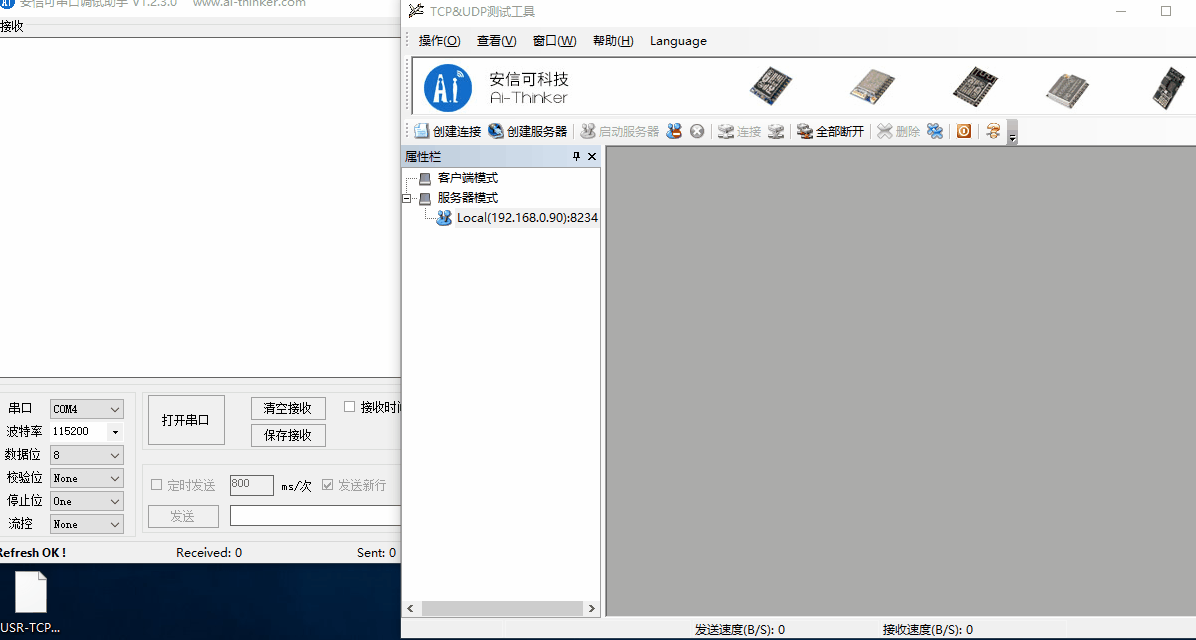 安信可串口调试助手 V1.2.3.0 www.ai-thinker.com
接收
串口 COM4
波特率 115200
数据位 8
校验位 None
停止位 One
流控 None
打开串口
清空接收
保存接收
接收时间
定时发送 800 ms/次 发送新行
发送
Refresh OK ! Received: 0 Sent: 0
USR-TCP...
TCP&UDP测试工具
操作(O) 查看(V) 窗口(W) 帮助(H) Language
A.i 安信可科技
Ai-Thinker
创建连接 创建服务器 启动服务器 连接 全部断开 删除
属性栏
客户端模式
服务器模式
Local(192.168.0.90):8234
发送速度(B/S): 0 接收速度(B/S): 0